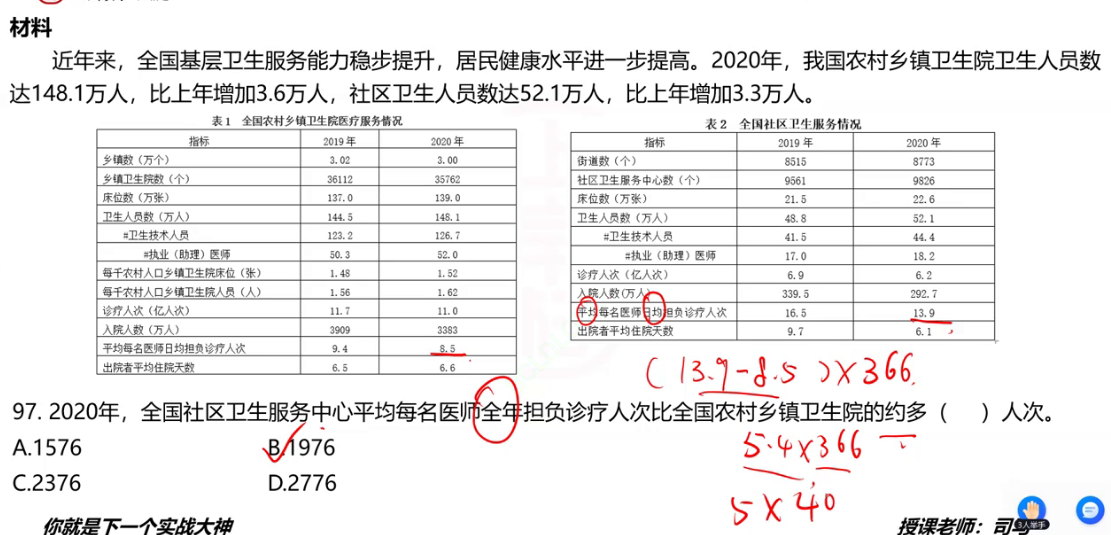 材料
近年来，全国基层卫生服务能力稳步提升，居民健康水平进一步提高。2020年，我国农村乡镇卫生院卫生人员数
达148.1万人，比上年增加3.6万人，社区卫生人员数达52.1万人，比上年增加3.3万人。
表1 全国农村乡镇卫生院医疗服务情况
指标 2019年 2020年
乡镇数（万个） 3.02 3.00
乡镇卫生院数（个） 36112 35762
床位数（万张） 137.0 139.0
卫生人员数（万人） 144.5 148.1
#卫生技术人员 123.2 126.7
#执业（助理）医师 50.3 52.0
每千农村人口乡镇卫生院床位（张） 1.48 1.52
每千农村人口乡镇卫生院人员（人） 1.56 1.62
诊疗人次（亿人次） 11.7 11.0
入院人数（万人） 3909 3383
平均每名医师日均担负诊疗人次 9.4 8.5
出院者平均住院天数 6.5 6.6
表2 全国社区卫生服务情况
指标 2019年 2020年
街道数（个） 8515 8773
社区卫生服务中心数（个） 9561 9826
床位数（万张） 21.5 22.6
卫生人员数（万人） 48.8 52.1
#卫生技术人员 41.5 44.4
#执业（助理）医师 17.0 18.2
诊疗人次（亿人次） 6.9 6.2
入院人数(万人) 339.5 292.7
平均每名医师日均担负诊疗人次 16.5 13.9
出院者平均住院天数 9.7 6.1
(13.9-8.5)×366
97. 2020年，全国社区卫生服务中心平均每名医师全年担负诊疗人次比全国农村乡镇卫生院的约多（ ）人次。
A.1576 B.1976
5.4×366
C.2376 D.2776
5×40
你就是下一个实战大神 授课老师：司马
3人举手